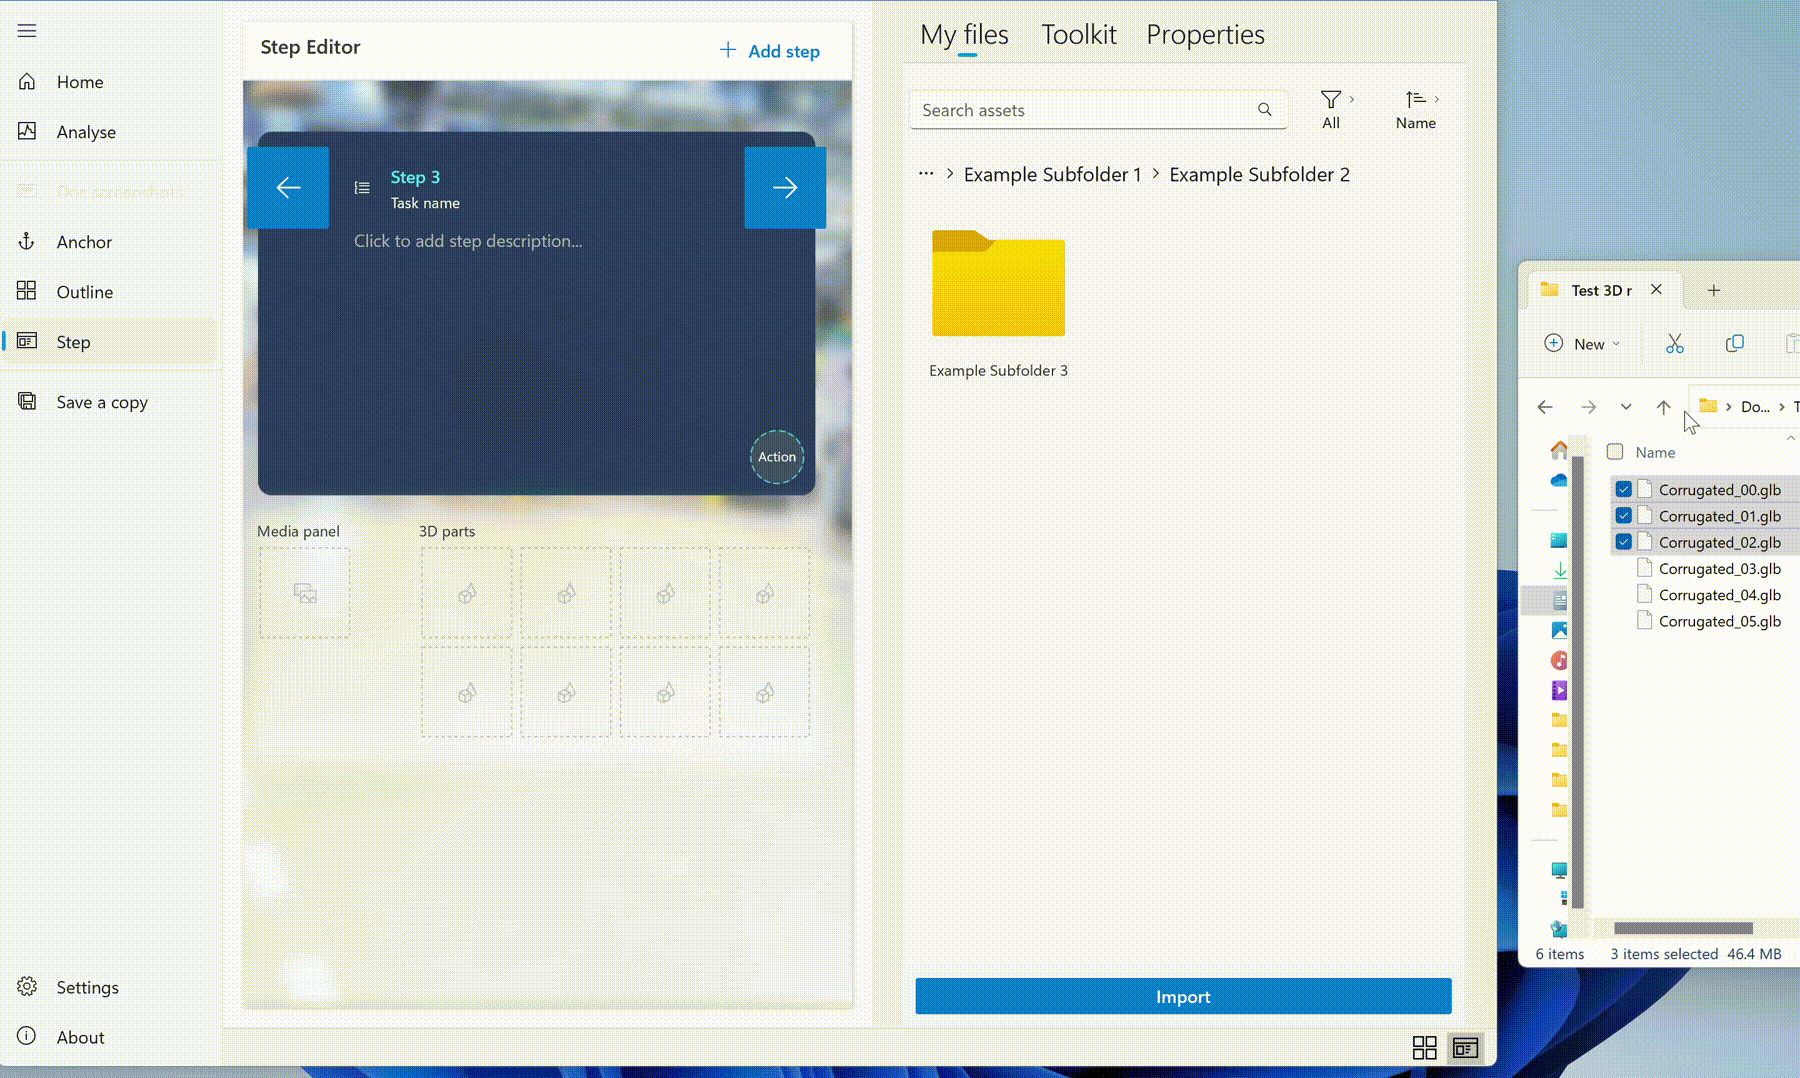 Home
Analyse
Doc screenshots
Anchor
Outline
Step
Save a copy
Settings
About
Step Editor
Add step
Step 3
Task name
Click to add step description...
Action
Media panel
3D parts
My files
Toolkit
Properties
Search assets
All
Name
... > Example Subfolder 1 > Example Subfolder 2
Example Subfolder 3
Import
Test 3D r
New
Do... > T
Name
Corrugated_00.glb
Corrugated_01.glb
Corrugated_02.glb
Corrugated_03.glb
Corrugated_04.glb
Corrugated_05.glb
6 items
3 items selected 46.4 MB